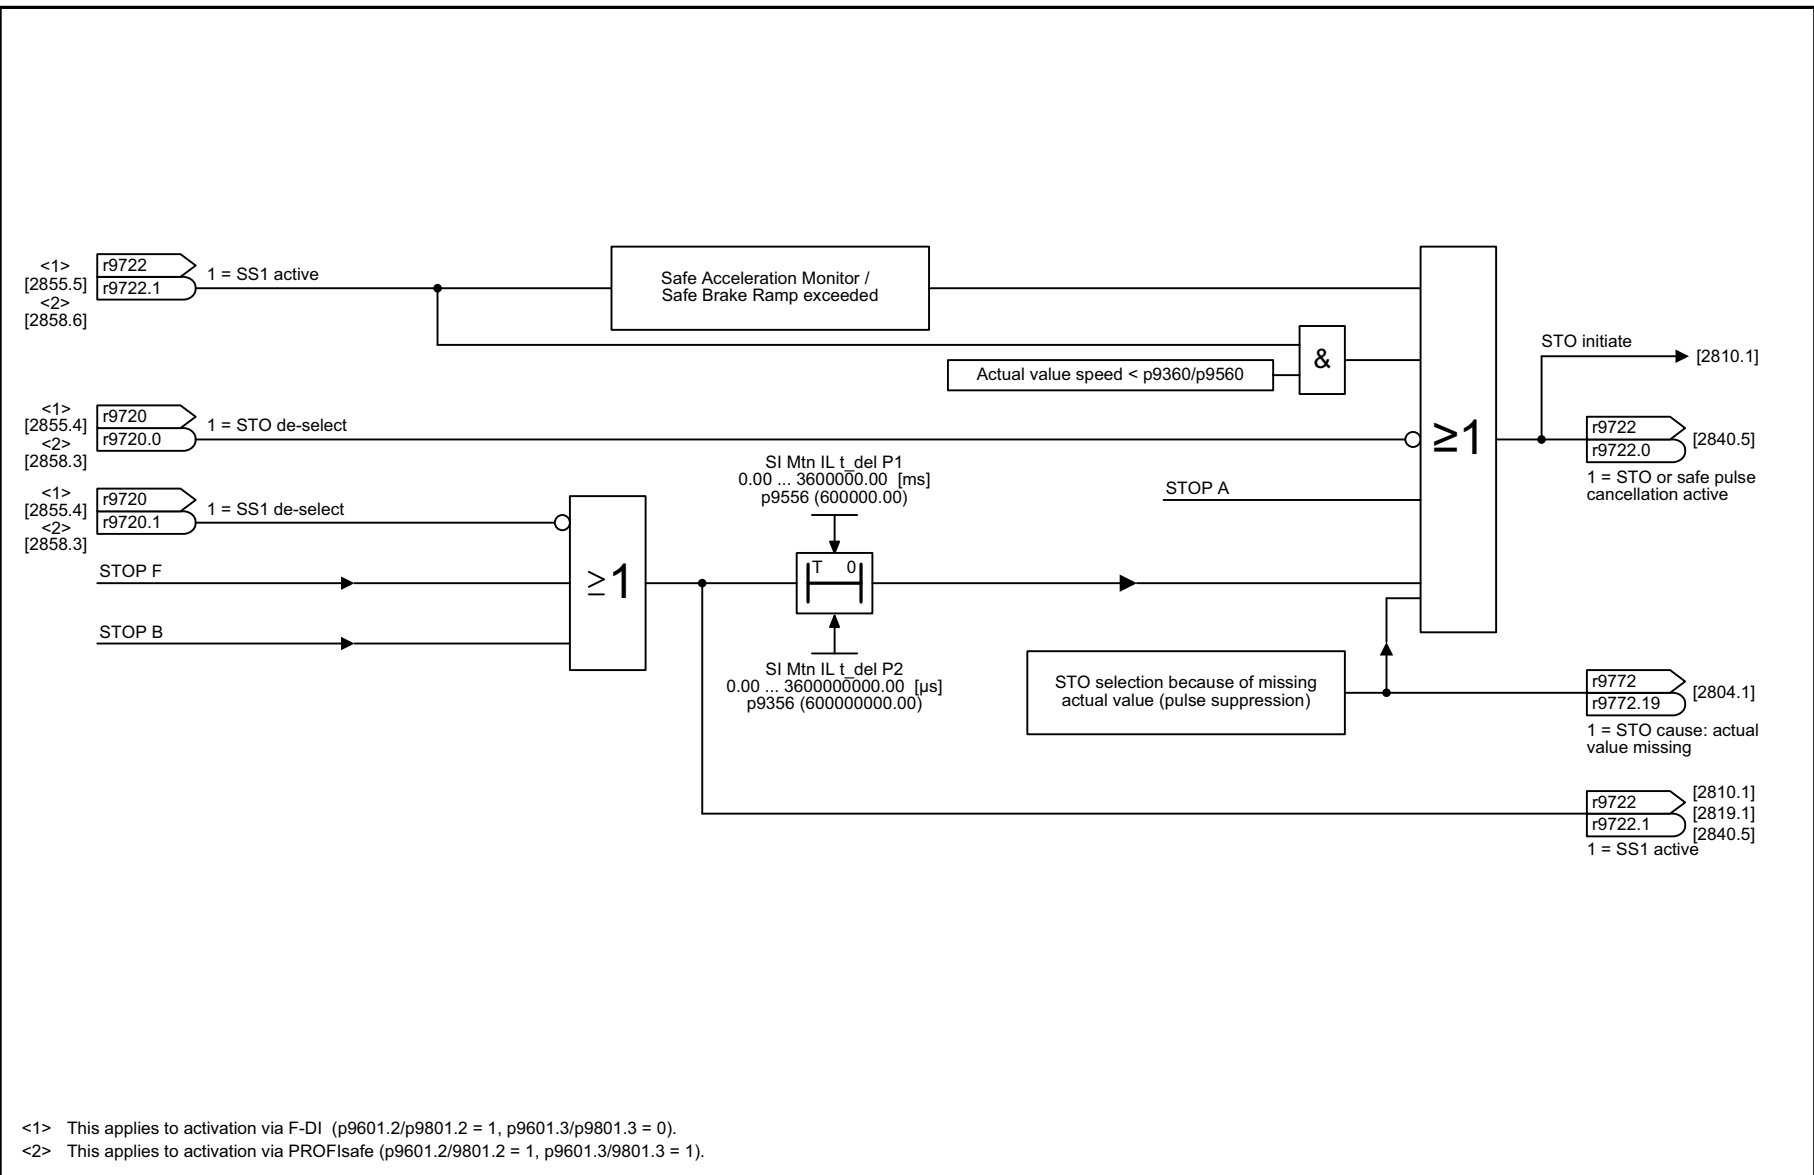 <1>
[2855.5]
<2>
[2858.6]
r9722
r9722.1
1 = SS1 active
Safe Acceleration Monitor /
Safe Brake Ramp exceeded
&
Actual value speed < p9360/p9560
STO initiate
[2810.1]
<1>
[2855.4]
<2>
[2858.3]
r9720
r9720.0
1 = STO de-select
≥1
r9722
r9722.0
[2840.5]
1 = STO or safe pulse
cancellation active
SI Mtn IL t_del P1
0.00 ... 3600000.00 [ms]
p9556 (600000.00)
STOP A
<1>
[2855.4]
<2>
[2858.3]
r9720
r9720.1
1 = SS1 de-select
STOP F
STOP B
≥1
T 0
SI Mtn IL t_del P2
0.00 ... 3600000000.00 [µs]
p9356 (600000000.00)
STO selection because of missing
actual value (pulse suppression)
r9772
r9772.19
[2804.1]
1 = STO cause: actual
value missing
r9722
r9722.1
[2810.1]
[2819.1]
[2840.5]
1 = SS1 active
<1> This applies to activation via F-DI (p9601.2/p9801.2 = 1, p9601.3/p9801.3 = 0).
<2> This applies to activation via PROFIsafe (p9601.2/9801.2 = 1, p9601.3/9801.3 = 1).